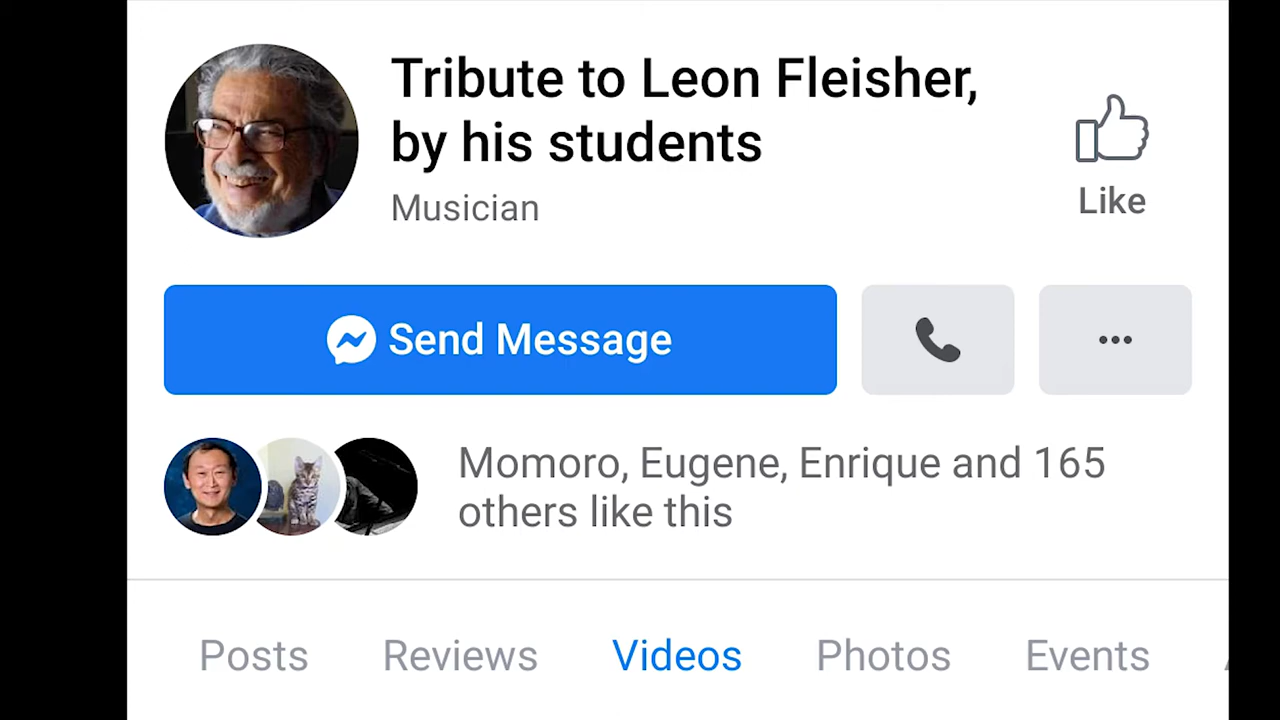 Tribute to Leon Fleisher,
by his students
Musician
Like
Send Message
Momoro, Eugene, Enrique and 165
others like this
Posts Reviews Videos Photos Events